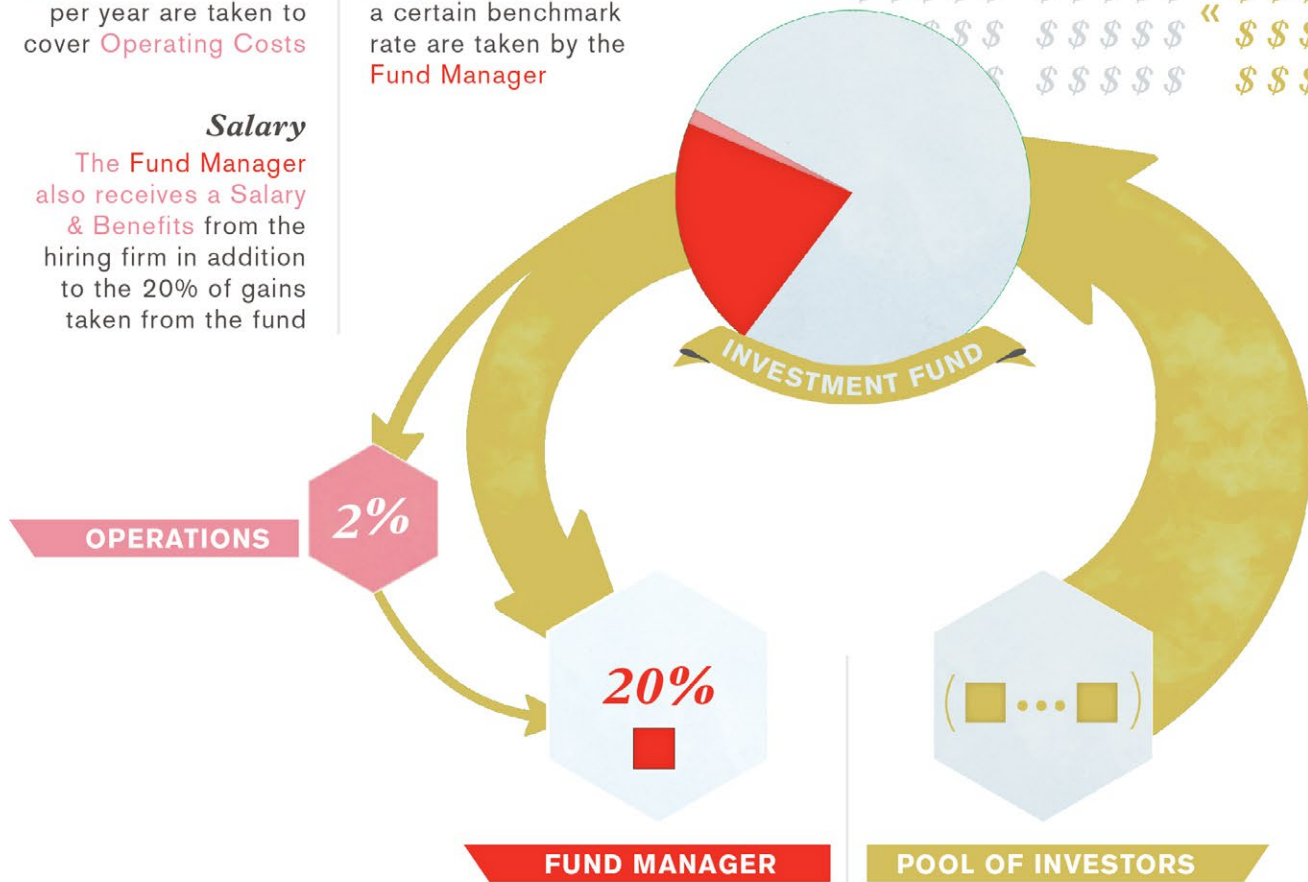 per year are taken to
cover Operating Costs
Salary
The Fund Manager
also receives a Salary
& Benefits from the
hiring firm in addition
to the 20% of gains
taken from the fund
a certain benchmark
rate are taken by the
Fund Manager
$ $ $ $ $ $ $ « $ $ $
$ $ $ $ $ $ $ $ $
INVESTMENT FUND
2%
OPERATIONS
20%
( ... )
FUND MANAGER
POOL OF INVESTORS